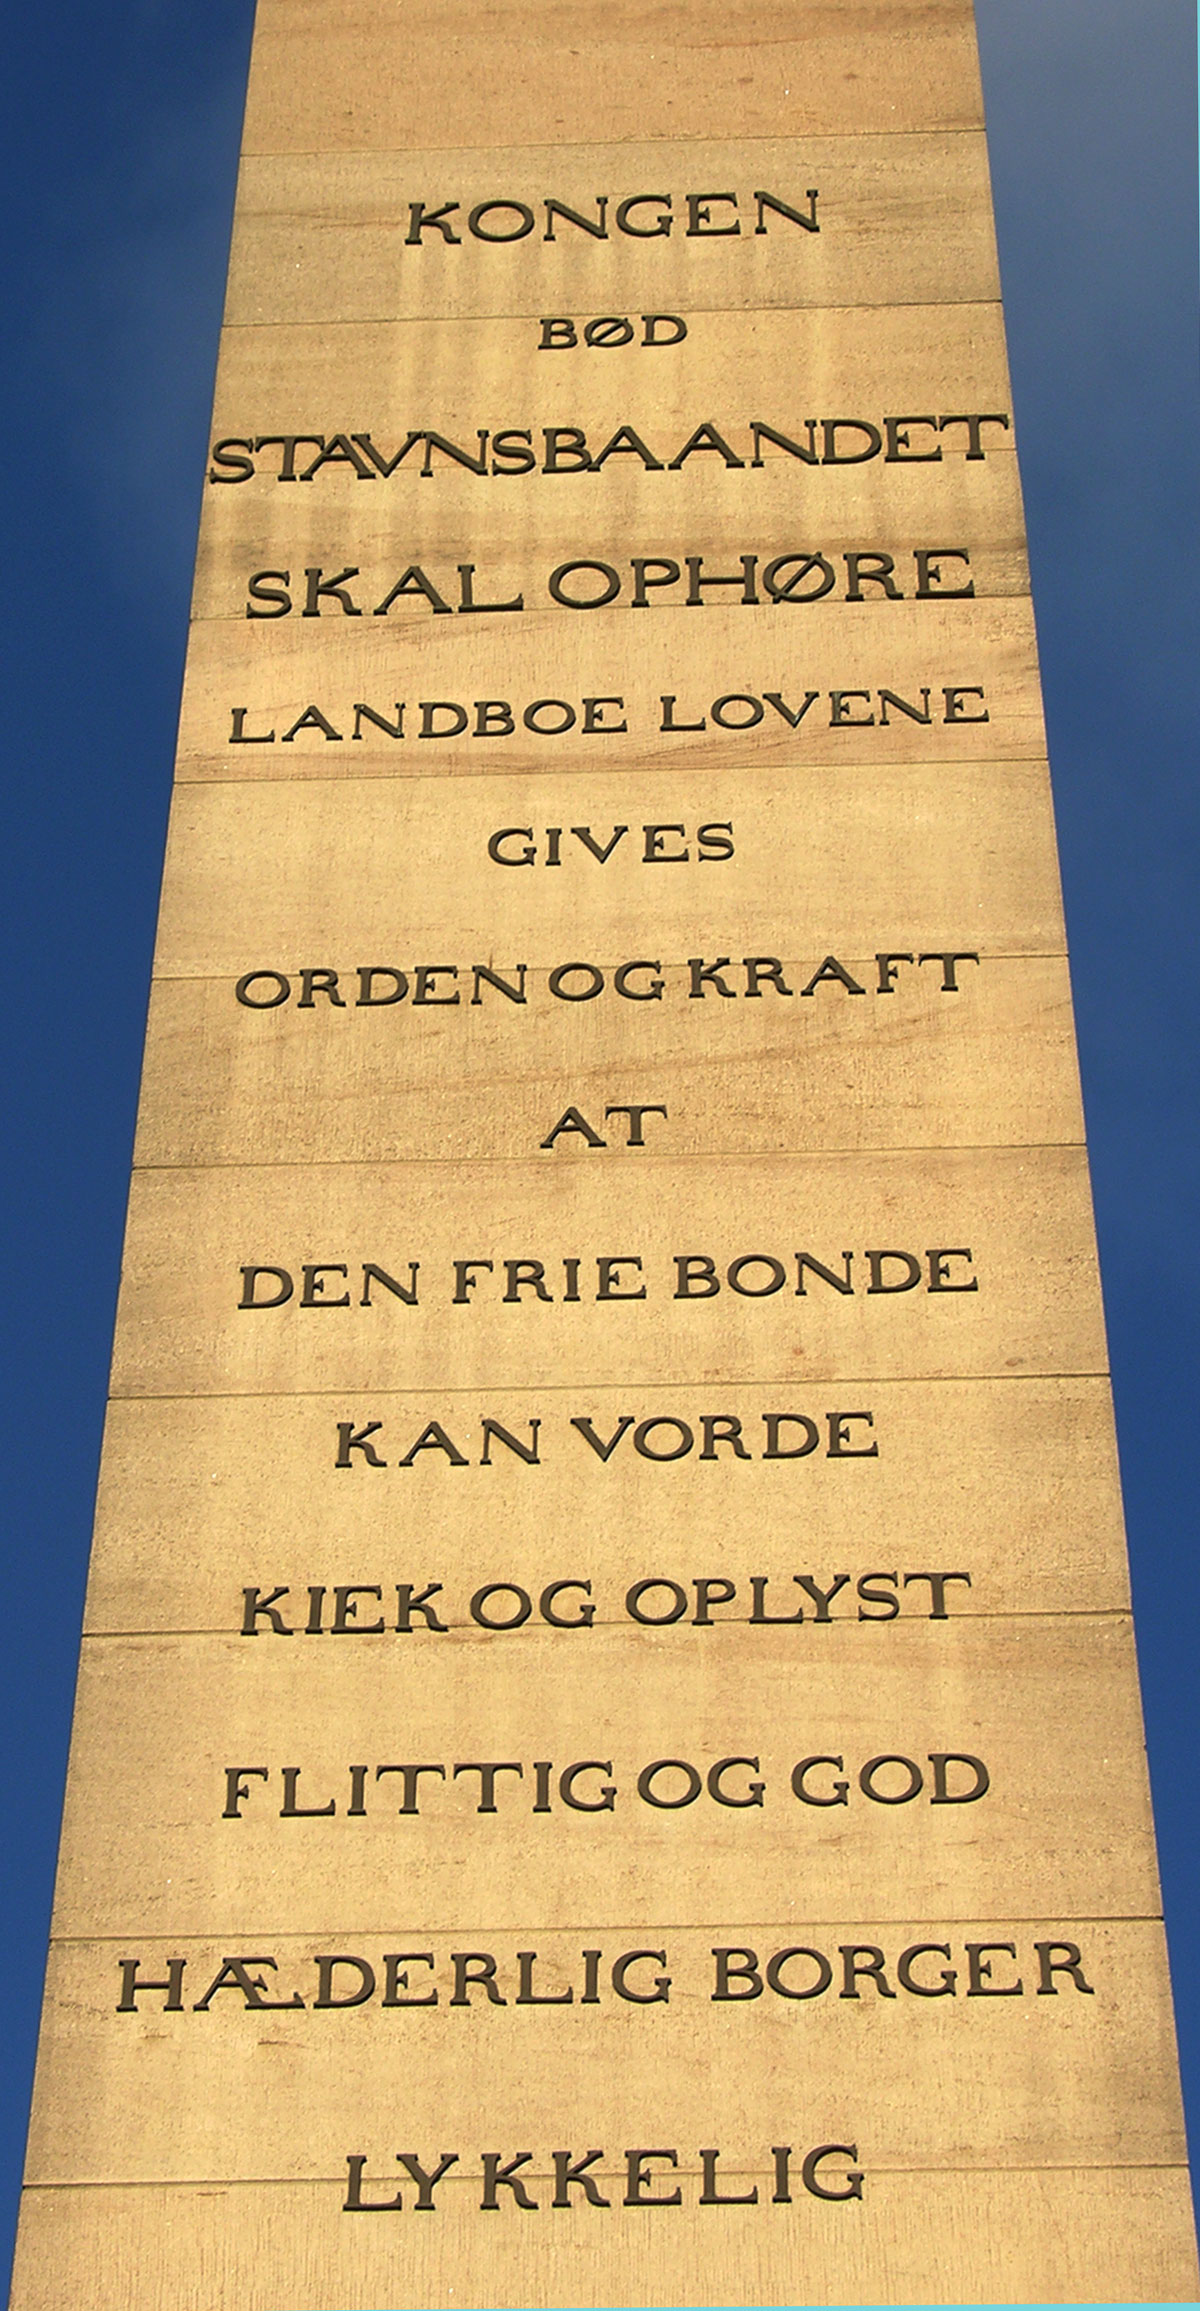 KONGEN
BØD
STAVNSBAANDET
SKAL OPHØRE
LANDBOE LOVENE
GIVES
ORDEN OG KRAFT
AT
DEN FRIE BONDE
KAN VORDE
KIEK OG OPLYST
FLITTIG OG GOD
HÆDERLIG BORGER
LYKKELIG